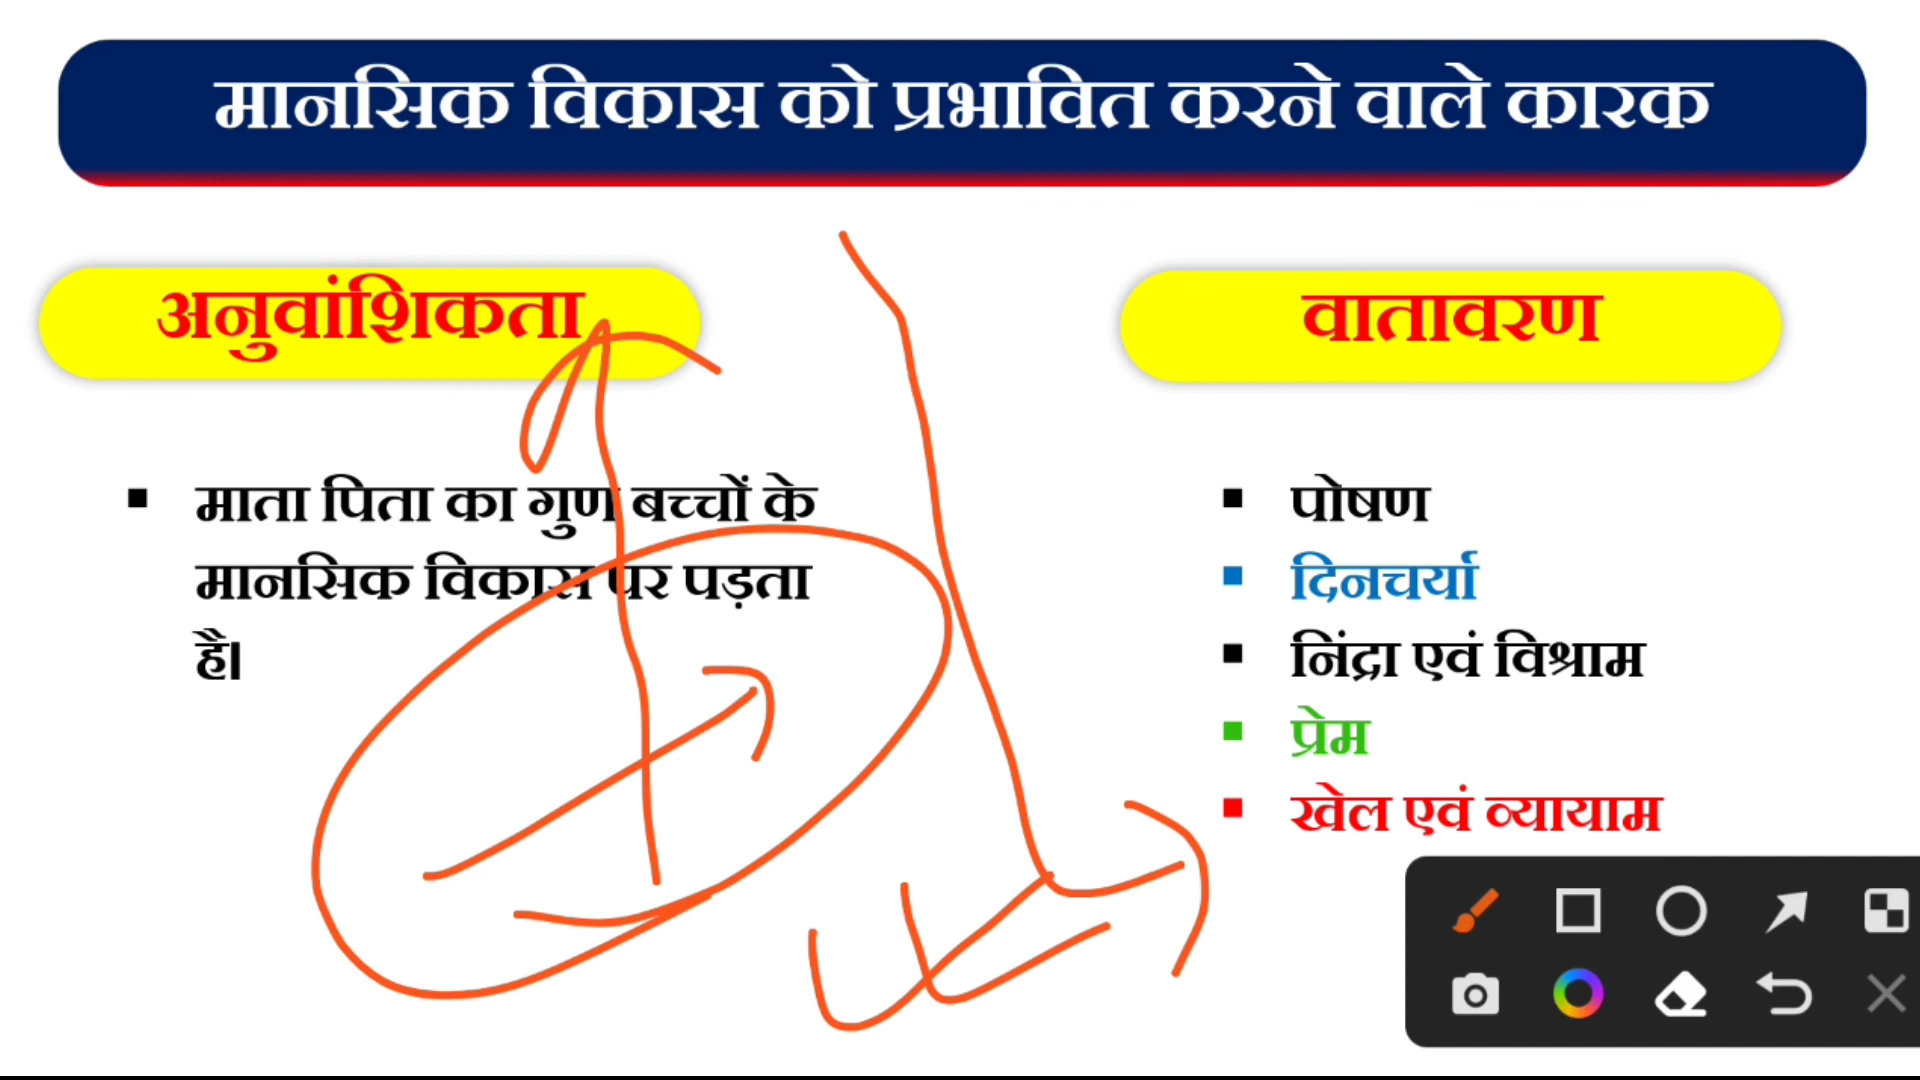 मानसिक विकास को प्रभावित करने वाले कारक
अनुवांशिकता
माता पिता का गुण बच्चों के
मानसिक विकास पर पड़ता
है।
वातावरण
पोषण
दिनचर्या
निंद्रा एवं विश्राम
प्रेम
खेल एवं व्यायाम